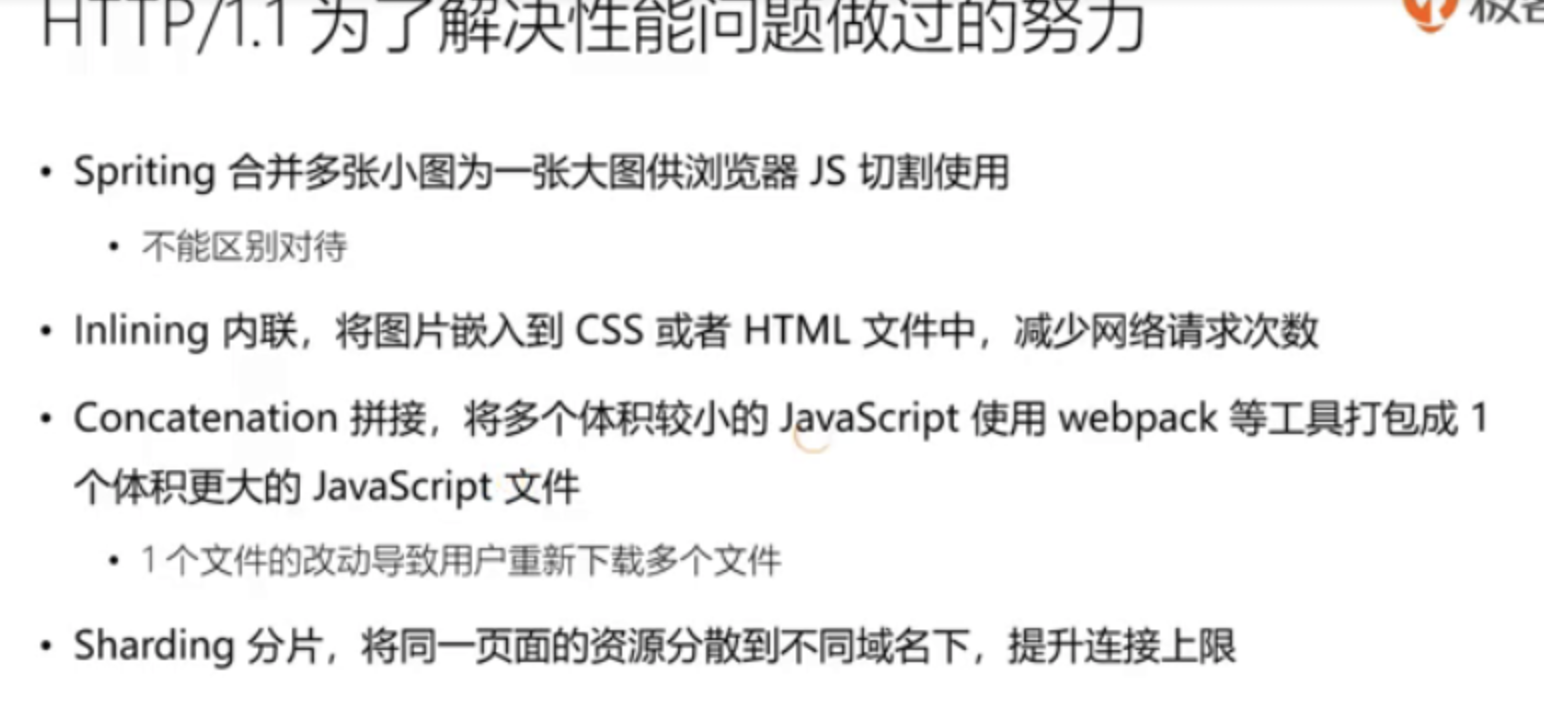 HTTP/1.1 为了解决性能问题做过的努力
• Spriting 合并多张小图为一张大图供浏览器 JS 切割使用
• 不能区别对待
• Inlining 内联，将图片嵌入到 CSS 或者 HTML 文件中，减少网络请求次数
• Concatenation 拼接，将多个体积较小的 JavaScript 使用 webpack 等工具打包成 1
个体积更大的 JavaScript 文件
• 1 个文件的改动导致用户重新下载多个文件
• Sharding 分片，将同一页面的资源分散到不同域名下，提升连接上限